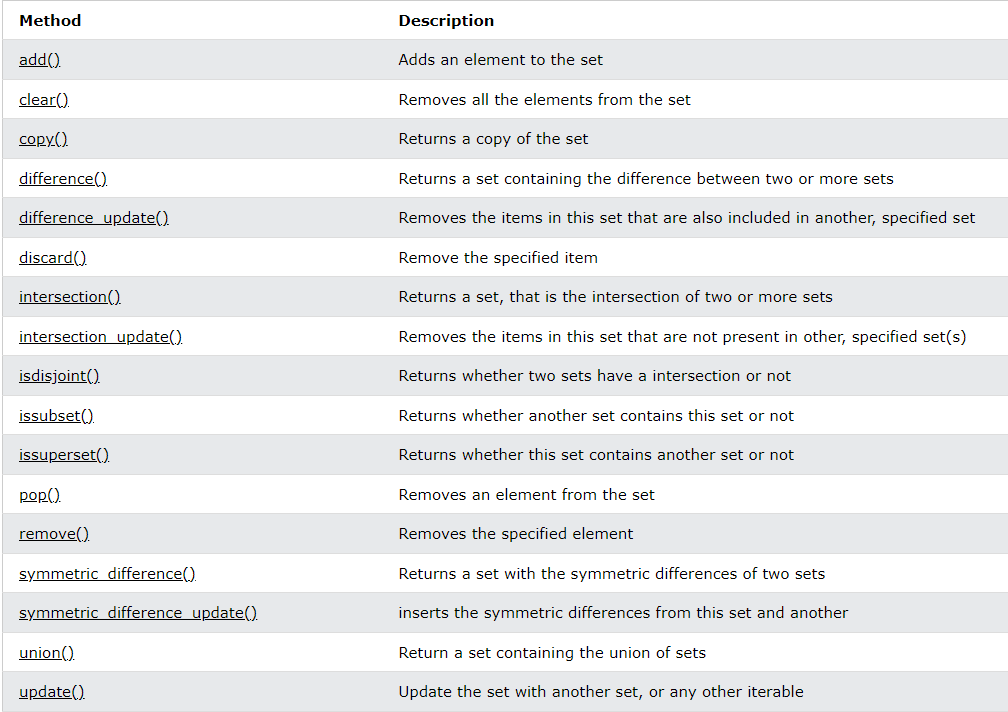 Method Description
add() Adds an element to the set
clear() Removes all the elements from the set
copy() Returns a copy of the set
difference() Returns a set containing the difference between two or more sets
difference_update() Removes the items in this set that are also included in another, specified set
discard() Remove the specified item
intersection() Returns a set, that is the intersection of two or more sets
intersection_update() Removes the items in this set that are not present in other, specified set(s)
isdisjoint() Returns whether two sets have a intersection or not
issubset() Returns whether another set contains this set or not
issuperset() Returns whether this set contains another set or not
pop() Removes an element from the set
remove() Removes the specified element
symmetric_difference() Returns a set with the symmetric differences of two sets
symmetric_difference_update() inserts the symmetric differences from this set and another
union() Return a set containing the union of sets
update() Update the set with another set, or any other iterable